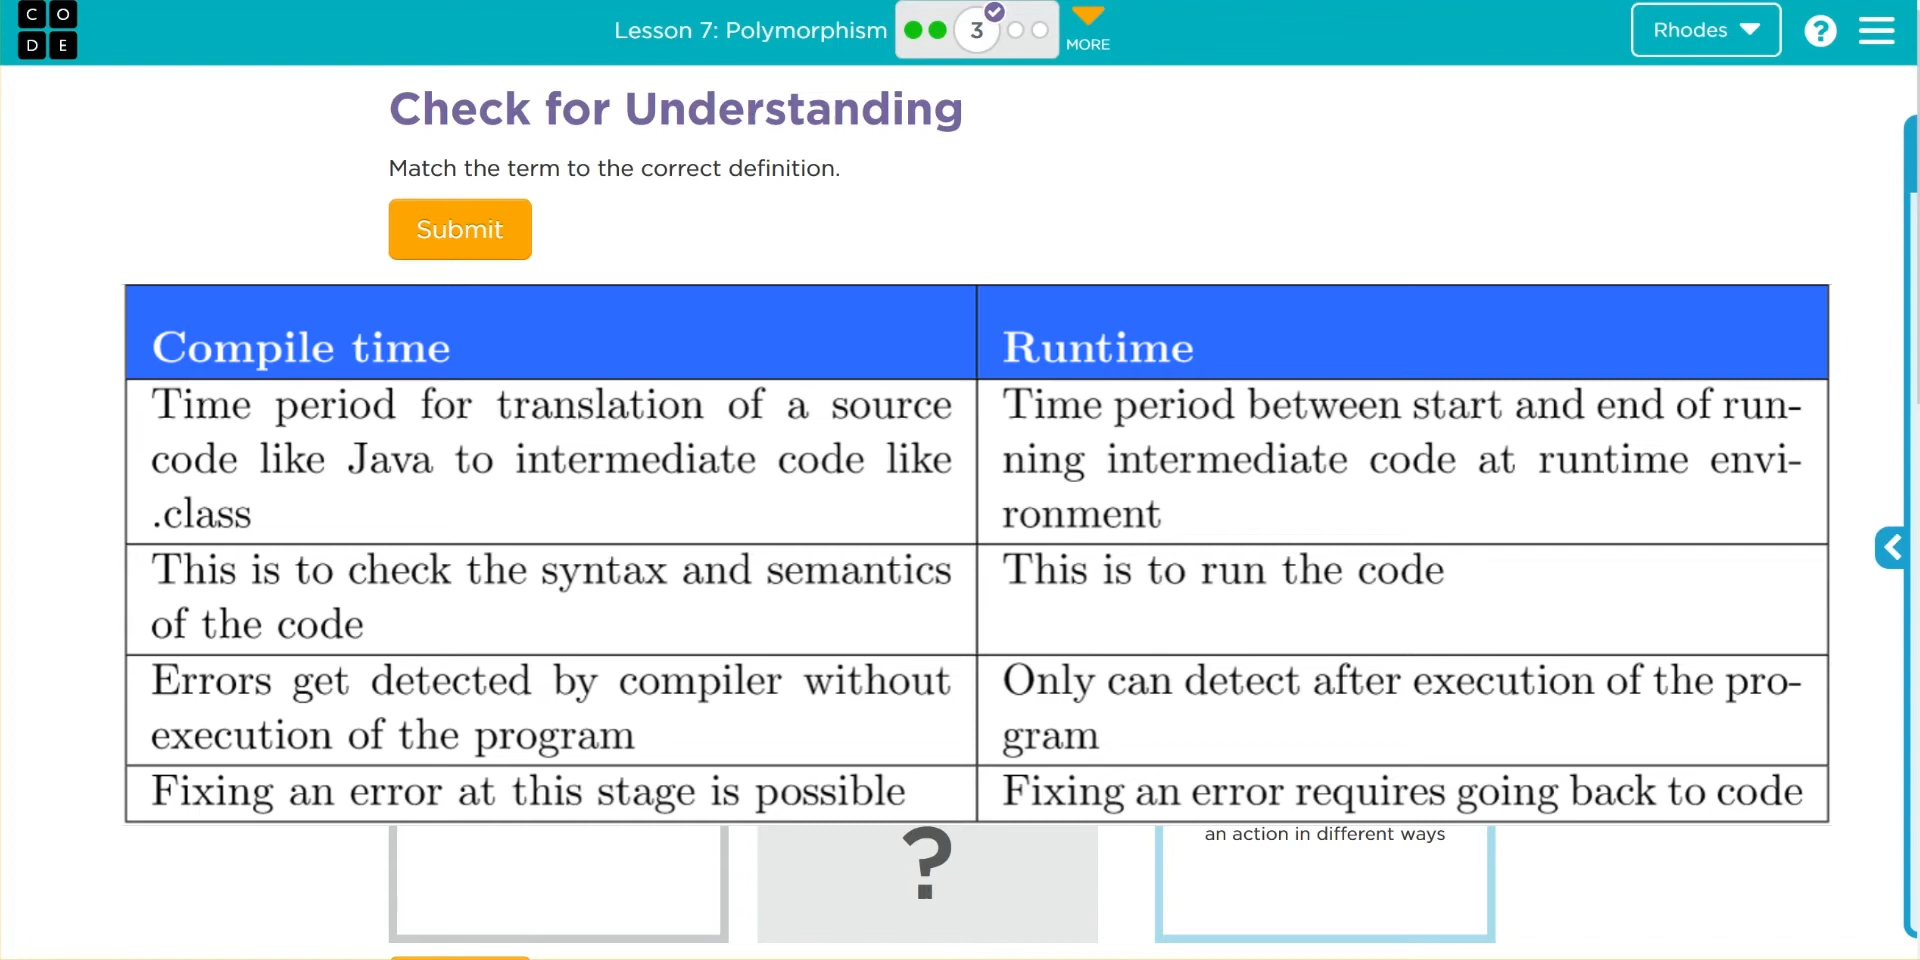 C O
D E
Lesson 7: Polymorphism
3
MORE
Rhodes
?
Check for Understanding
Match the term to the correct definition.
Submit
Compile time
Runtime
Time period for translation of a source
code like Java to intermediate code like
.class
Time period between start and end of run-
ning intermediate code at runtime envi-
ronment
This is to check the syntax and semantics
of the code
This is to run the code
Errors get detected by compiler without
execution of the program
Only can detect after execution of the pro-
gram
Fixing an error at this stage is possible
Fixing an error requires going back to code
?
an action in different ways